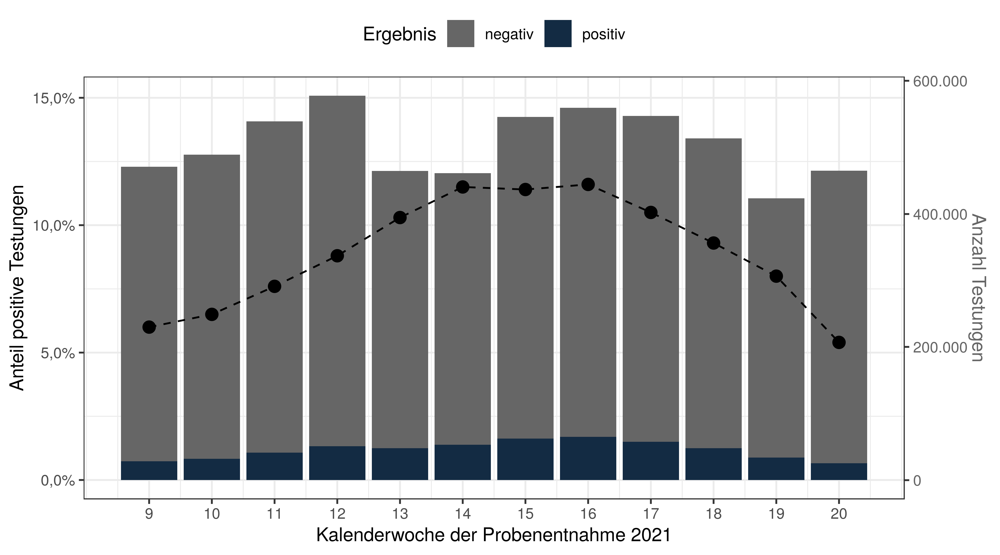 Ergebnis negativ positiv
Anteil positive Testungen
15,0%
10,0%
5,0%
0,0%
600.000
400.000
200.000
0
Anzahl Testungen
9 10 11 12 13 14 15 16 17 18 19 20
Kalenderwoche der Probenentnahme 2021